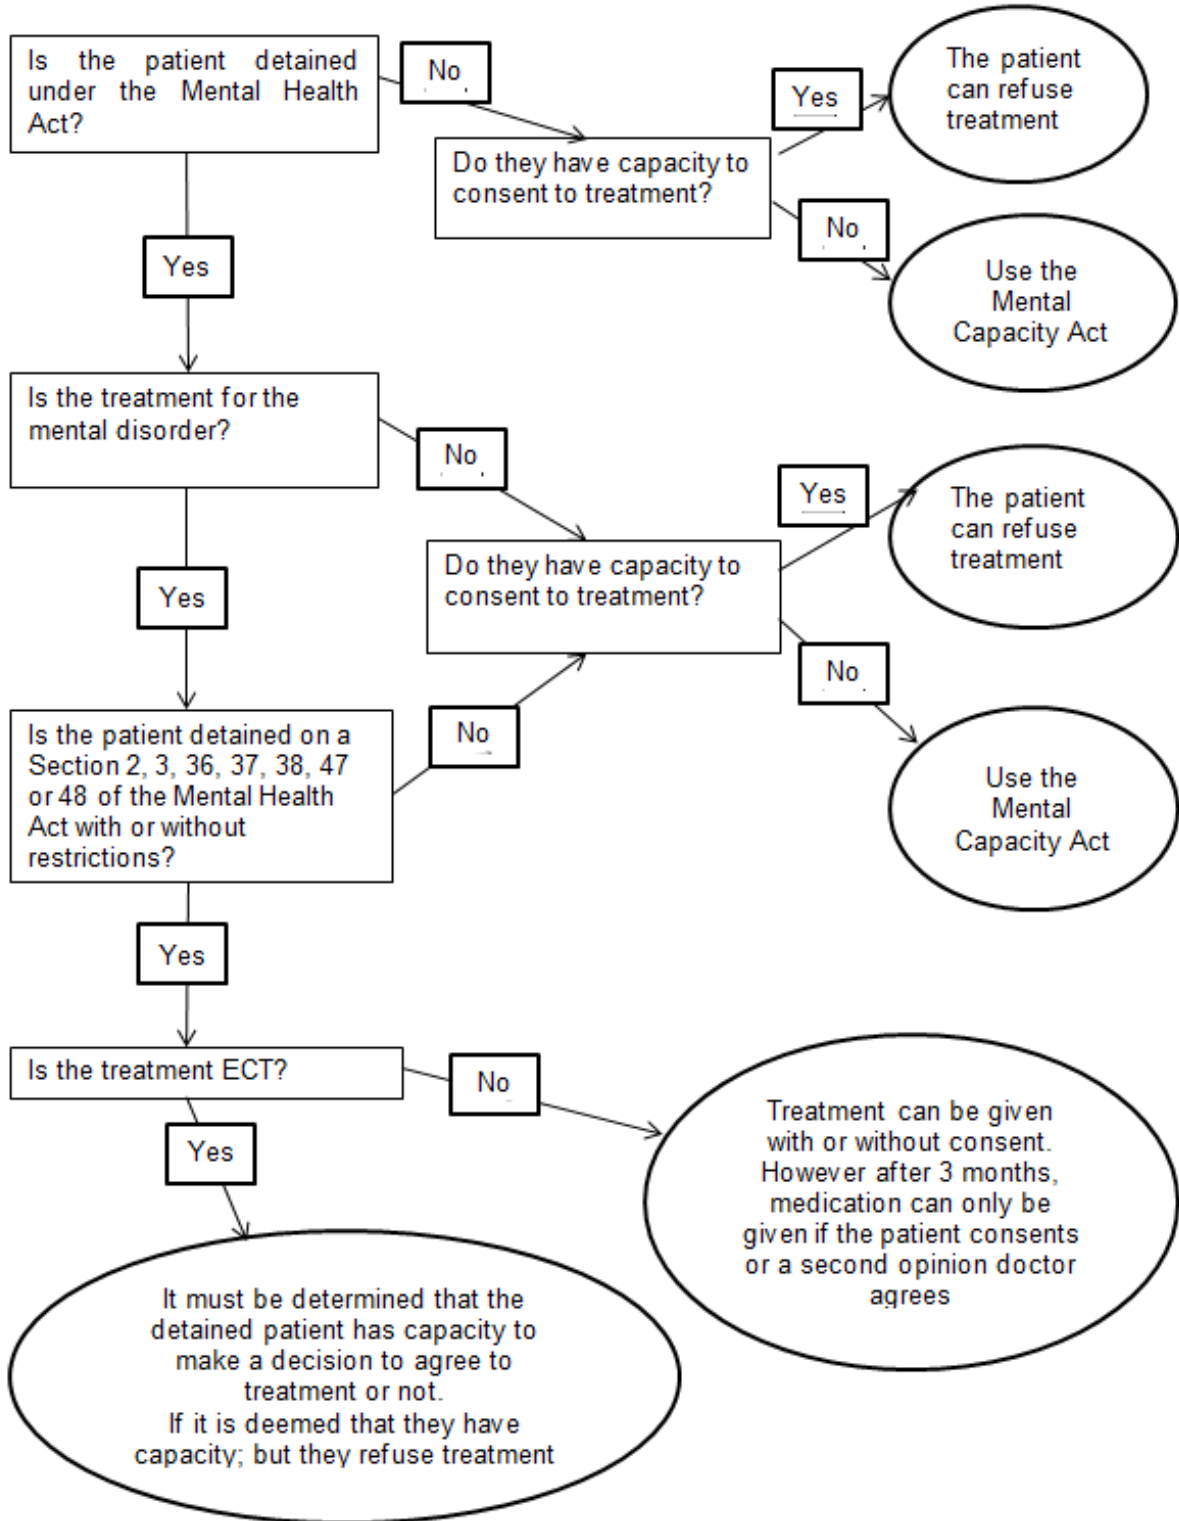 Is the patient detained
under the Mental Health
Act?
No
Yes
The patient
can refuse
treatment
Do they have capacity to
consent to treatment?
No
Use the
Mental
Capacity Act
Yes
Is the treatment for the
mental disorder?
No
Yes
The patient
can refuse
treatment
Do they have capacity to
consent to treatment?
Yes
No
Use the
Mental
Capacity Act
Is the patient detained on a
Section 2, 3, 36, 37, 38, 47
or 48 of the Mental Health
Act with or without
restrictions?
No
Yes
Is the treatment ECT?
No
Yes
Treatment can be given
with or without consent.
However after 3 months,
medication can only be
given if the patient consents
or a second opinion doctor
agrees
It must be determined that the
detained patient has capacity to
make a decision to agree to
treatment or not.
If it is deemed that they have
capacity; but they refuse treatment